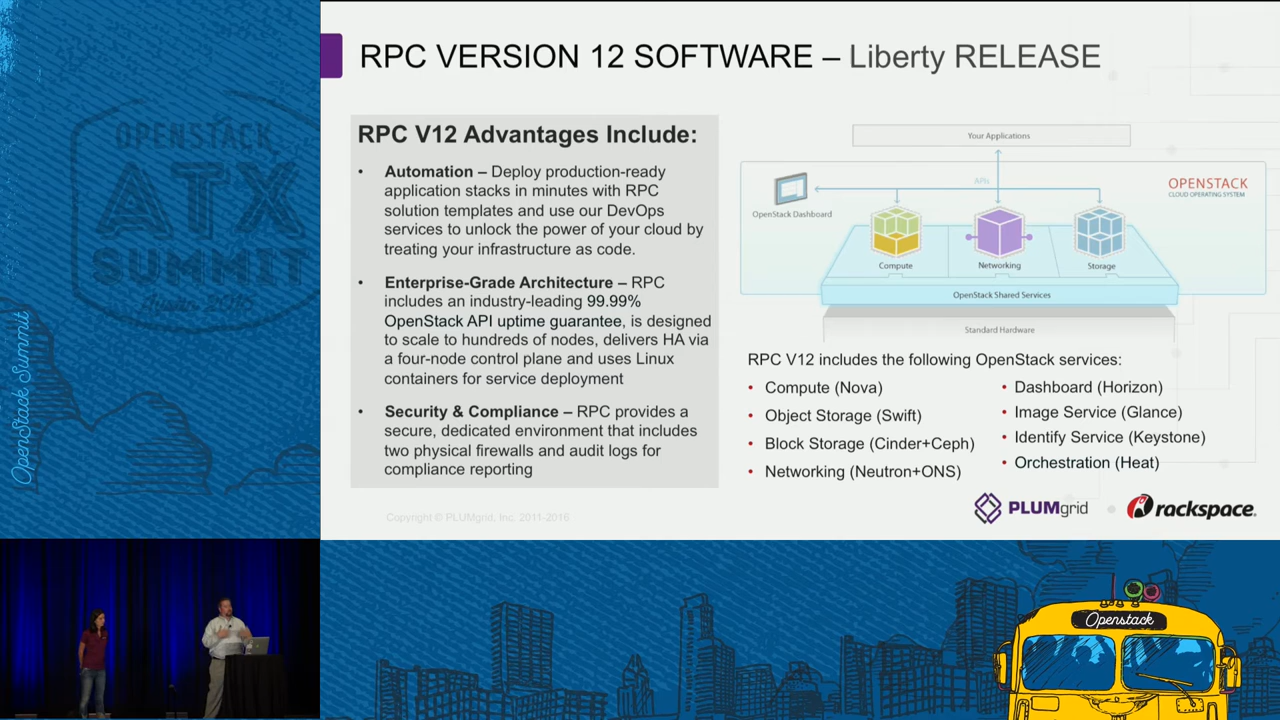 OPENSTACK
ATX
SUMMIT
OpenStack Summit
RPC VERSION 12 SOFTWARE – Liberty RELEASE
RPC V12 Advantages Include:
• Automation – Deploy production-ready
application stacks in minutes with RPC
solution templates and use our DevOps
services to unlock the power of your cloud by
treating your infrastructure as code.
• Enterprise-Grade Architecture – RPC
includes an industry-leading 99.99%
OpenStack API uptime guarantee, is designed
to scale to hundreds of nodes, delivers HA via
a four-node control plane and uses Linux
containers for service deployment
• Security & Compliance – RPC provides a
secure, dedicated environment that includes
two physical firewalls and audit logs for
compliance reporting
Copyright © PLUMgrid, Inc. 2011-2016
Your Applications
APIs
OPENSTACK
CLOUD OPERATING SYSTEM
OpenStack Dashboard
Compute
Networking
Storage
OpenStack Shared Services
Standard Hardware
RPC V12 includes the following OpenStack services:
• Compute (Nova)
• Object Storage (Swift)
• Block Storage (Cinder+Ceph)
• Networking (Neutron+ONS)
• Dashboard (Horizon)
• Image Service (Glance)
• Identify Service (Keystone)
• Orchestration (Heat)
PLUMgrid
rackspace.
Openstack